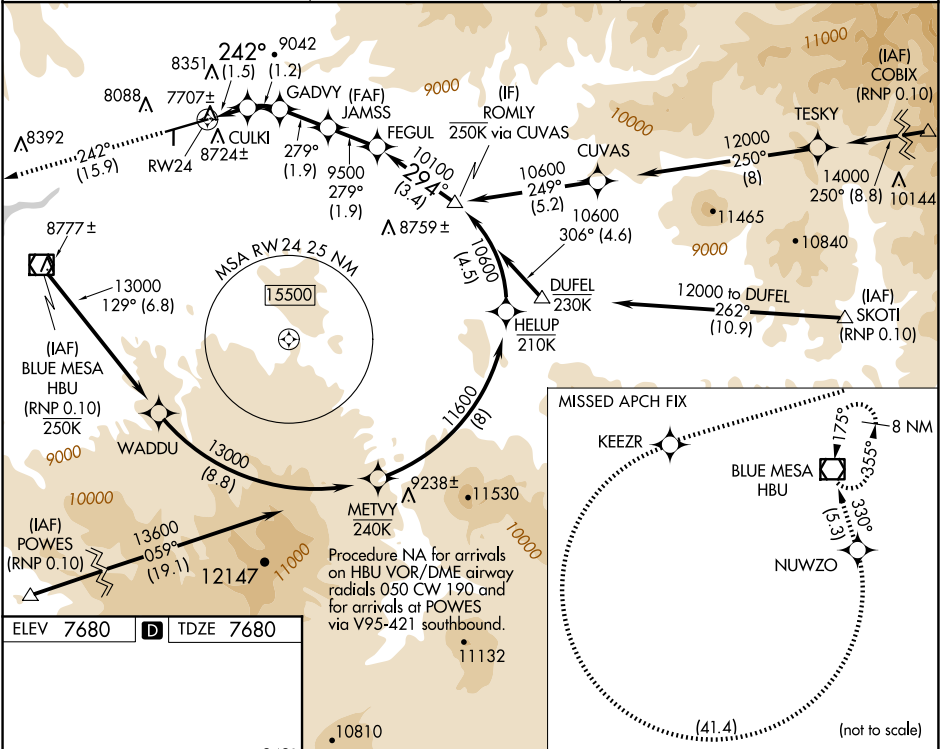 11000
(IAF)
COBIX
(RNP 0.10)
8351
242°
(1.5)
9042
(1.2)
8088
7707±
GADVY
(FAF)
JAMSS
9000
(IF)
ROMLY
250K via CUVAS
10000
TESKY
8392
CULKI
FEGUL
CUVAS
12000
250°
(8)
242°
(15.9)
RW24
8724±
279°
(1.9)
9500
279°
(1.9)
10100
294°
(3.4)
10600
249°
(5.2)
14000
250° (8.8)
10144
8759±
10600
306° (4.6)
11465
9000
10840
8777±
MSA RW24 25 NM
15500
10600
(4.5)
13000
129° (6.8)
DUFEL
230K
12000 to DUFEL
262°
(10.9)
(IAF)
SKOTI
(RNP 0.10)
HELUP
210K
(IAF)
BLUE MESA
HBU
(RNP 0.10)
250K
11600
(8)
WADDU
9000
13000
(8.8)
METVY
240K
9238±
11530
10000
10000
(IAF)
POWES
(RNP 0.10)
13600
059°
(19.1)
12147
11000
Procedure NA for arrivals
on HBU VOR/DME airway
radials 050 CW 190 and
for arrivals at POWES
via V95-421 southbound.
11132
10810
ELEV 7680
D
TDZE 7680
MISSED APCH FIX
KEEZR
175°
8 NM
355°
BLUE MESA
HBU
330°
(5.3)
NUWZO
(41.4)
(not to scale)